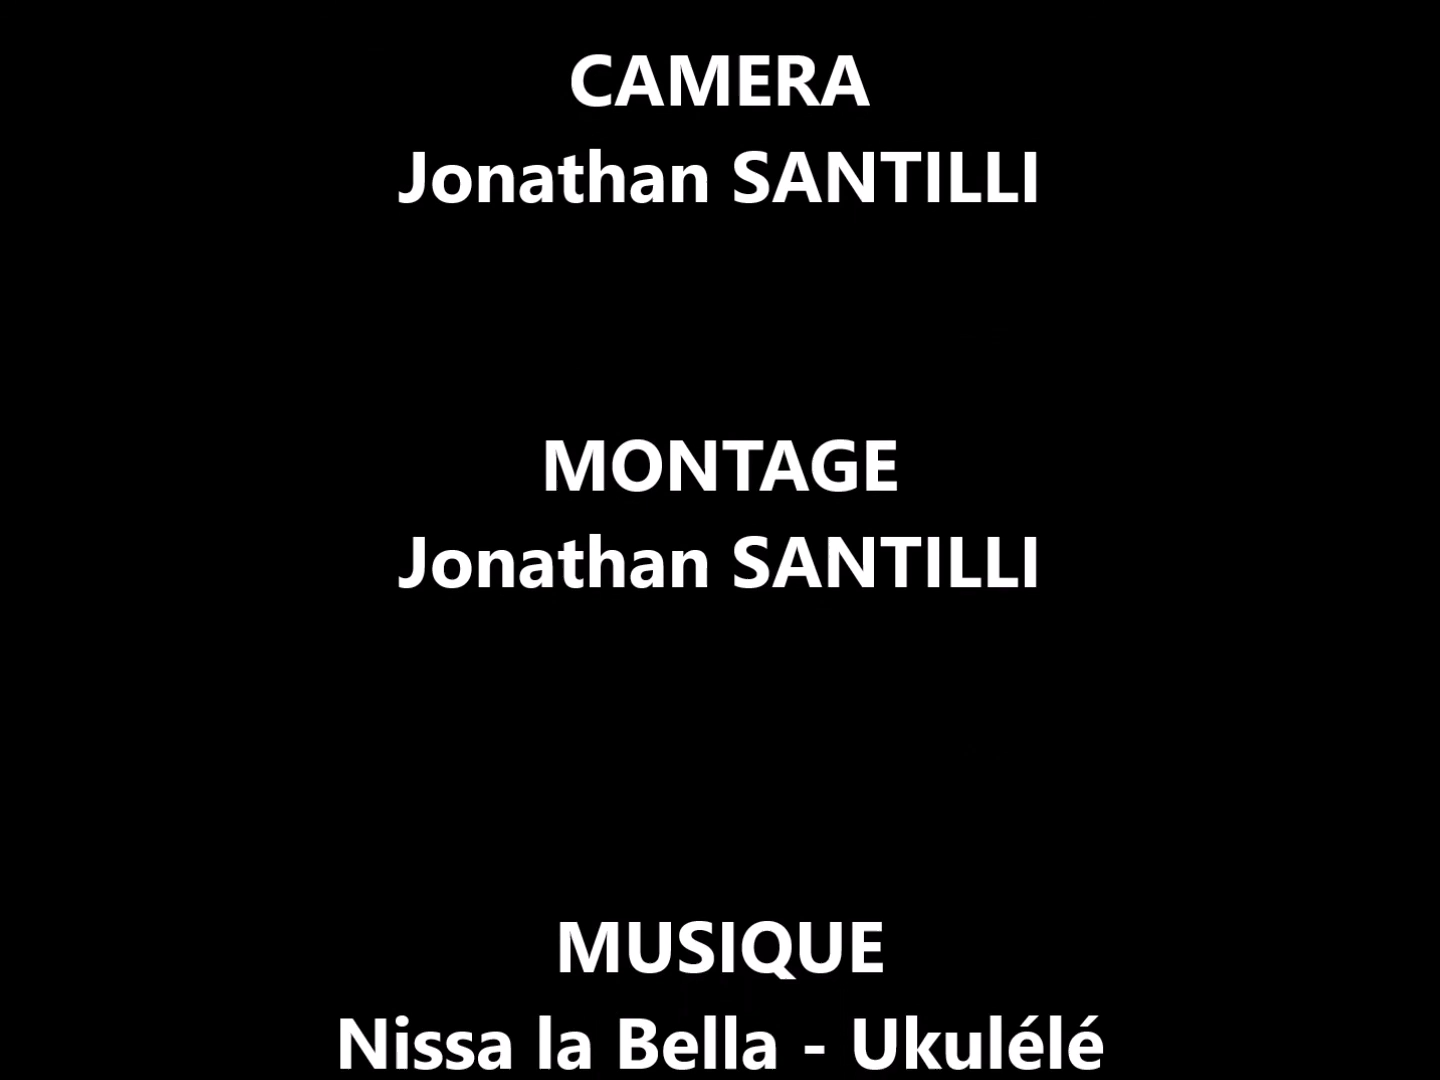 CAMERA
Jonathan SANTILLI
MONTAGE
Jonathan SANTILLI
MUSIQUE
Nissa la Bella - Ukulélé